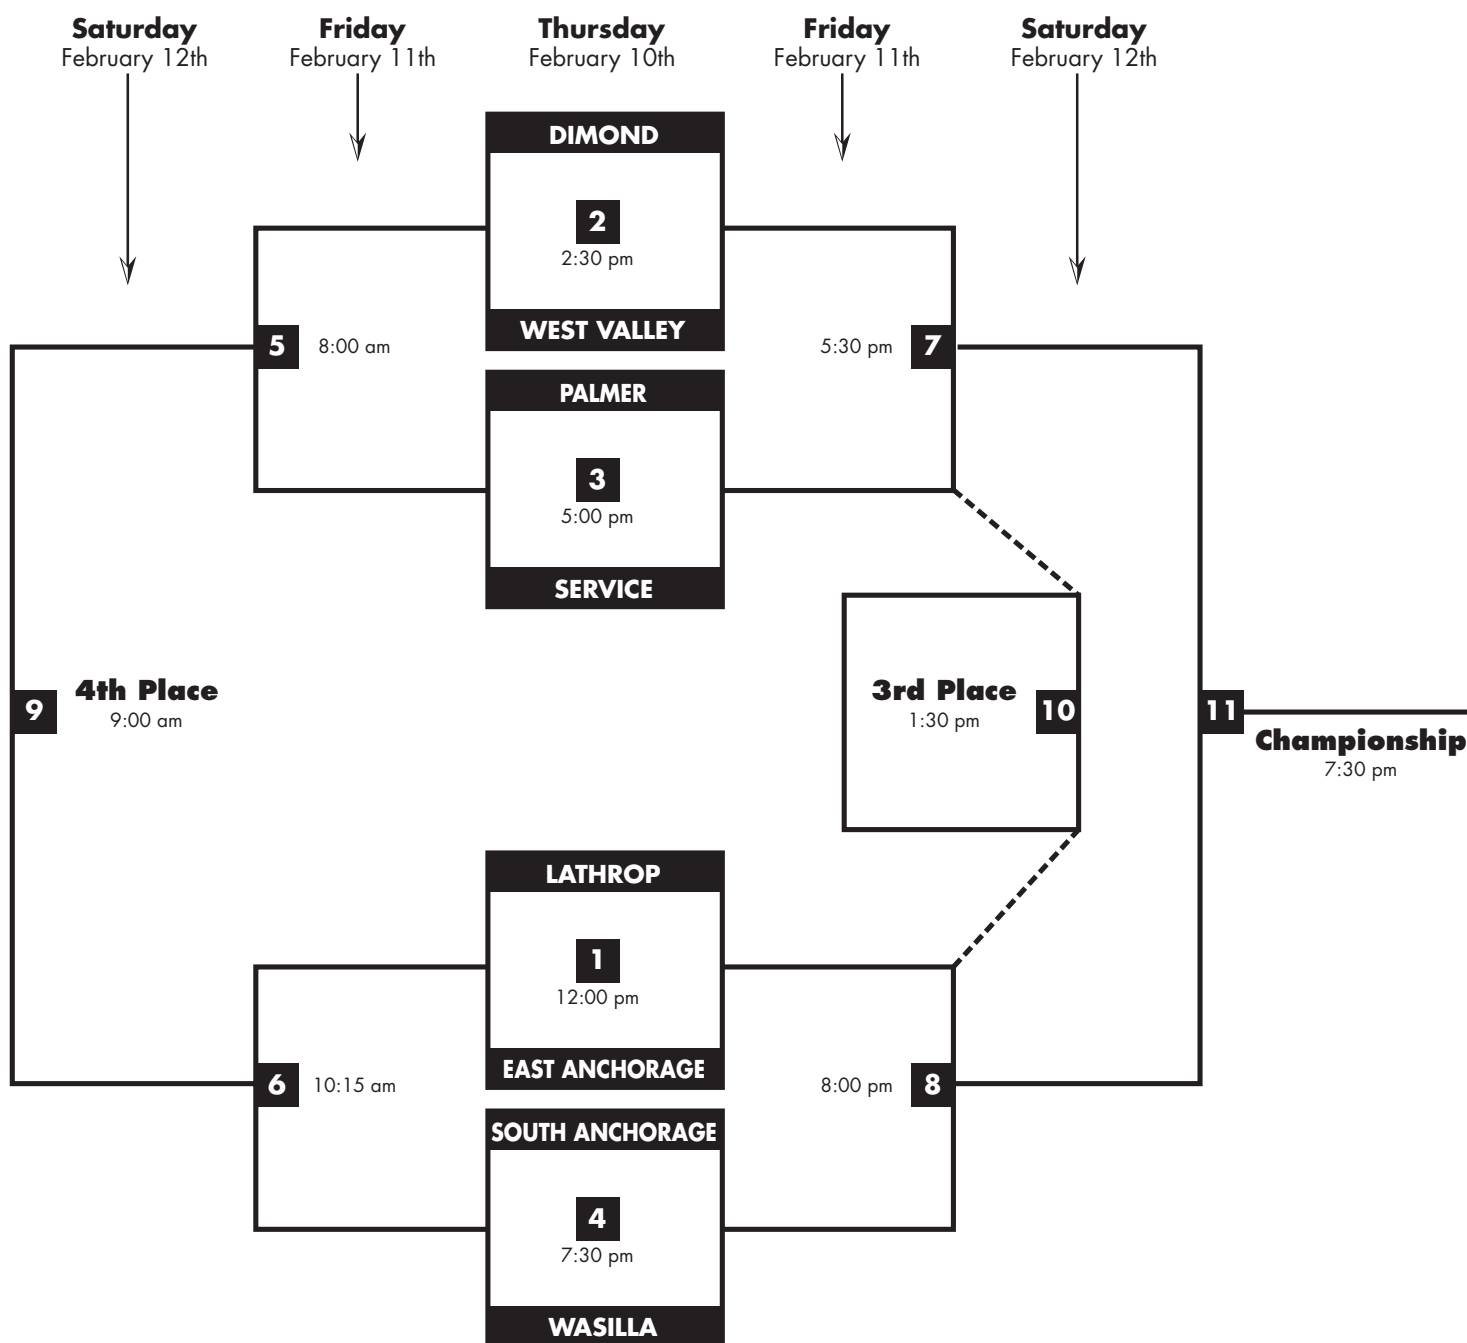 Saturday
February 12th
Friday
February 11th
Thursday
February 10th
Friday
February 11th
Saturday
February 12th
DIMOND
2
2:30 pm
WEST VALLEY
5
8:00 am
5:30 pm
7
PALMER
3
5:00 pm
SERVICE
9
4th Place
9:00 am
3rd Place
1:30 pm
10
11
Championship
7:30 pm
LATHROP
1
12:00 pm
EAST ANCHORAGE
6
10:15 am
8:00 pm
8
SOUTH ANCHORAGE
4
7:30 pm
WASILLA